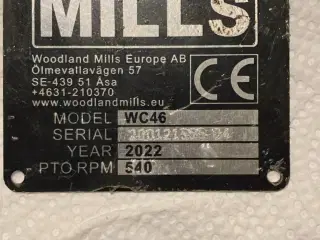 MILLS
Woodland Mills Europe AB
Ölmevallavägen 57
SE-439 51 Åsa
+4631-210370
www.woodlandmills.eu
CE
MODEL WC46
SERIAL
YEAR 2022
PTO RPM 540